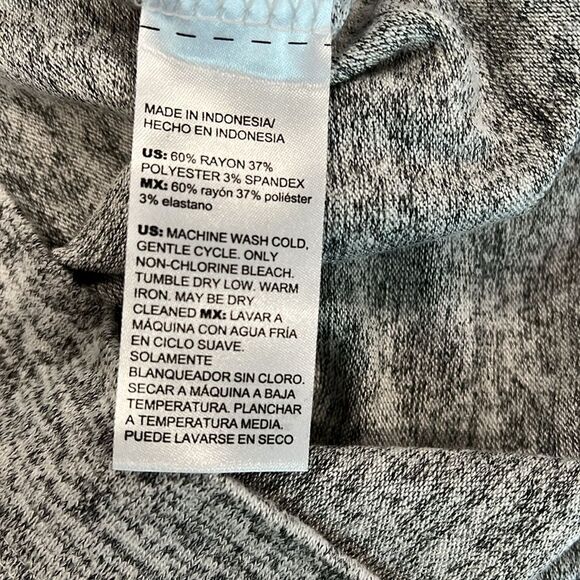 MADE IN INDONESIA/
HECHO EN INDONESIA
US: 60% RAYON 37%
POLYESTER 3% SPANDEX
MX: 60% rayón 37% poliéster
3% elastano
US: MACHINE WASH COLD,
GENTLE CYCLE. ONLY
NON-CHLORINE BLEACH.
TUMBLE DRY LOW. WARM
IRON. MAY BE DRY
CLEANED MX: LAVAR A
MÁQUINA CON AGUA FRÍA
EN CICLO SUAVE.
SOLAMENTE
BLANQUEADOR SIN CLORO.
SECAR A MÁQUINA A BAJA
TEMPERATURA. PLANCHAR
A TEMPERATURA MEDIA.
PUEDE LAVARSE EN SECO